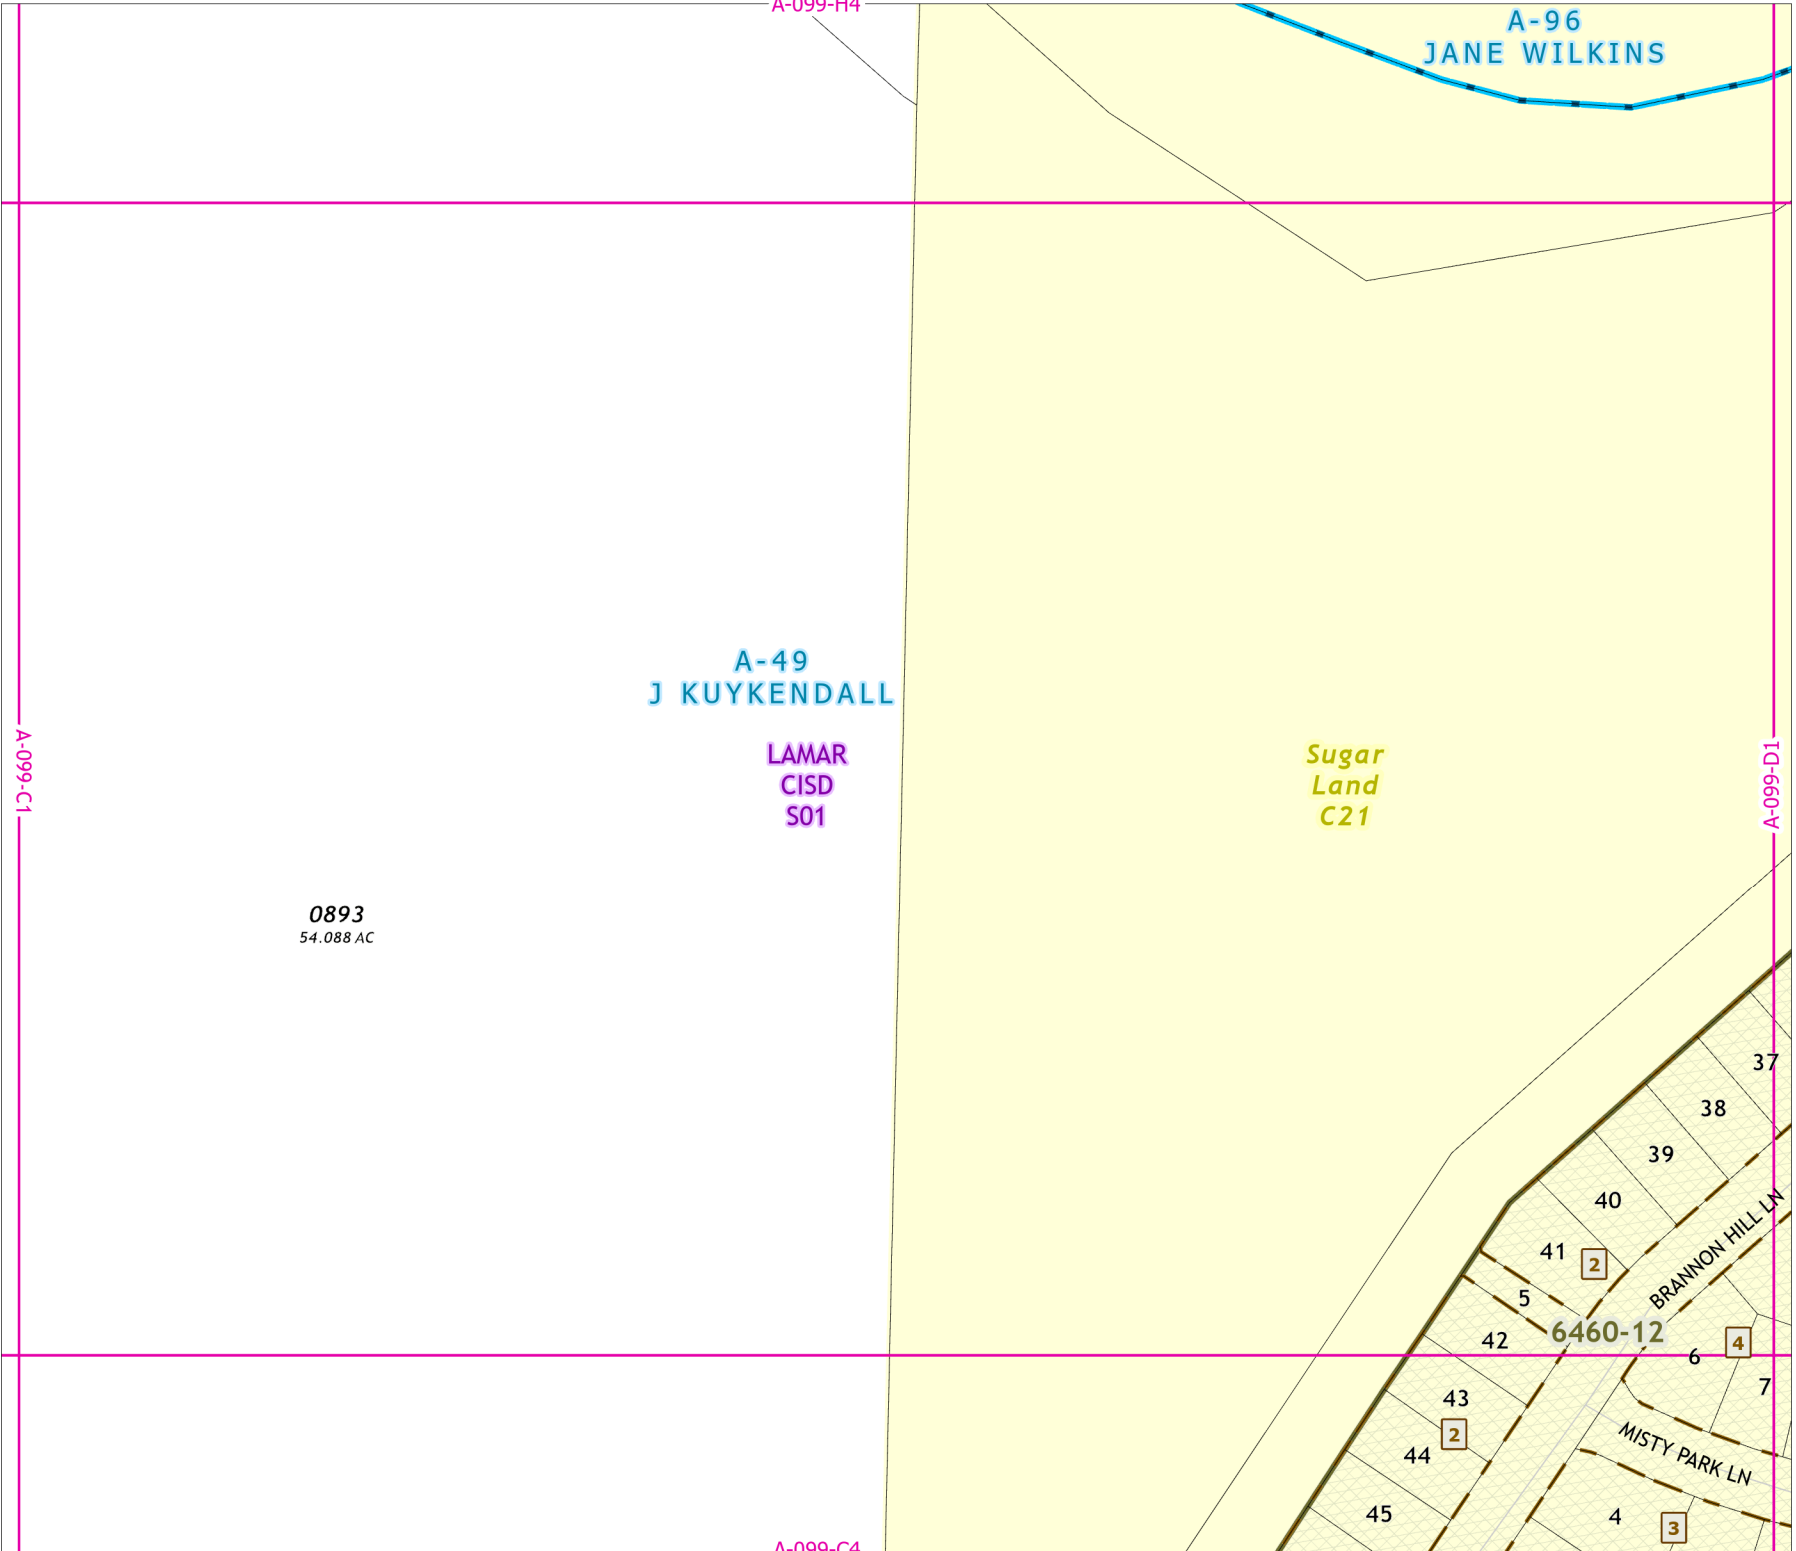 A-099-H4
A-96
JANE WILKINS
A-49
J KUYKENDALL
LAMAR
CISD
S01
Sugar
Land
C21
A-099-C1
A-099-D1
0893
54.088 AC
37
38
39
40
41
2
5
BRANNON HILL LN
42
6460-12
4
6
7
43
2
44
MISTY PARK LN
45
4
3
A-099-C4